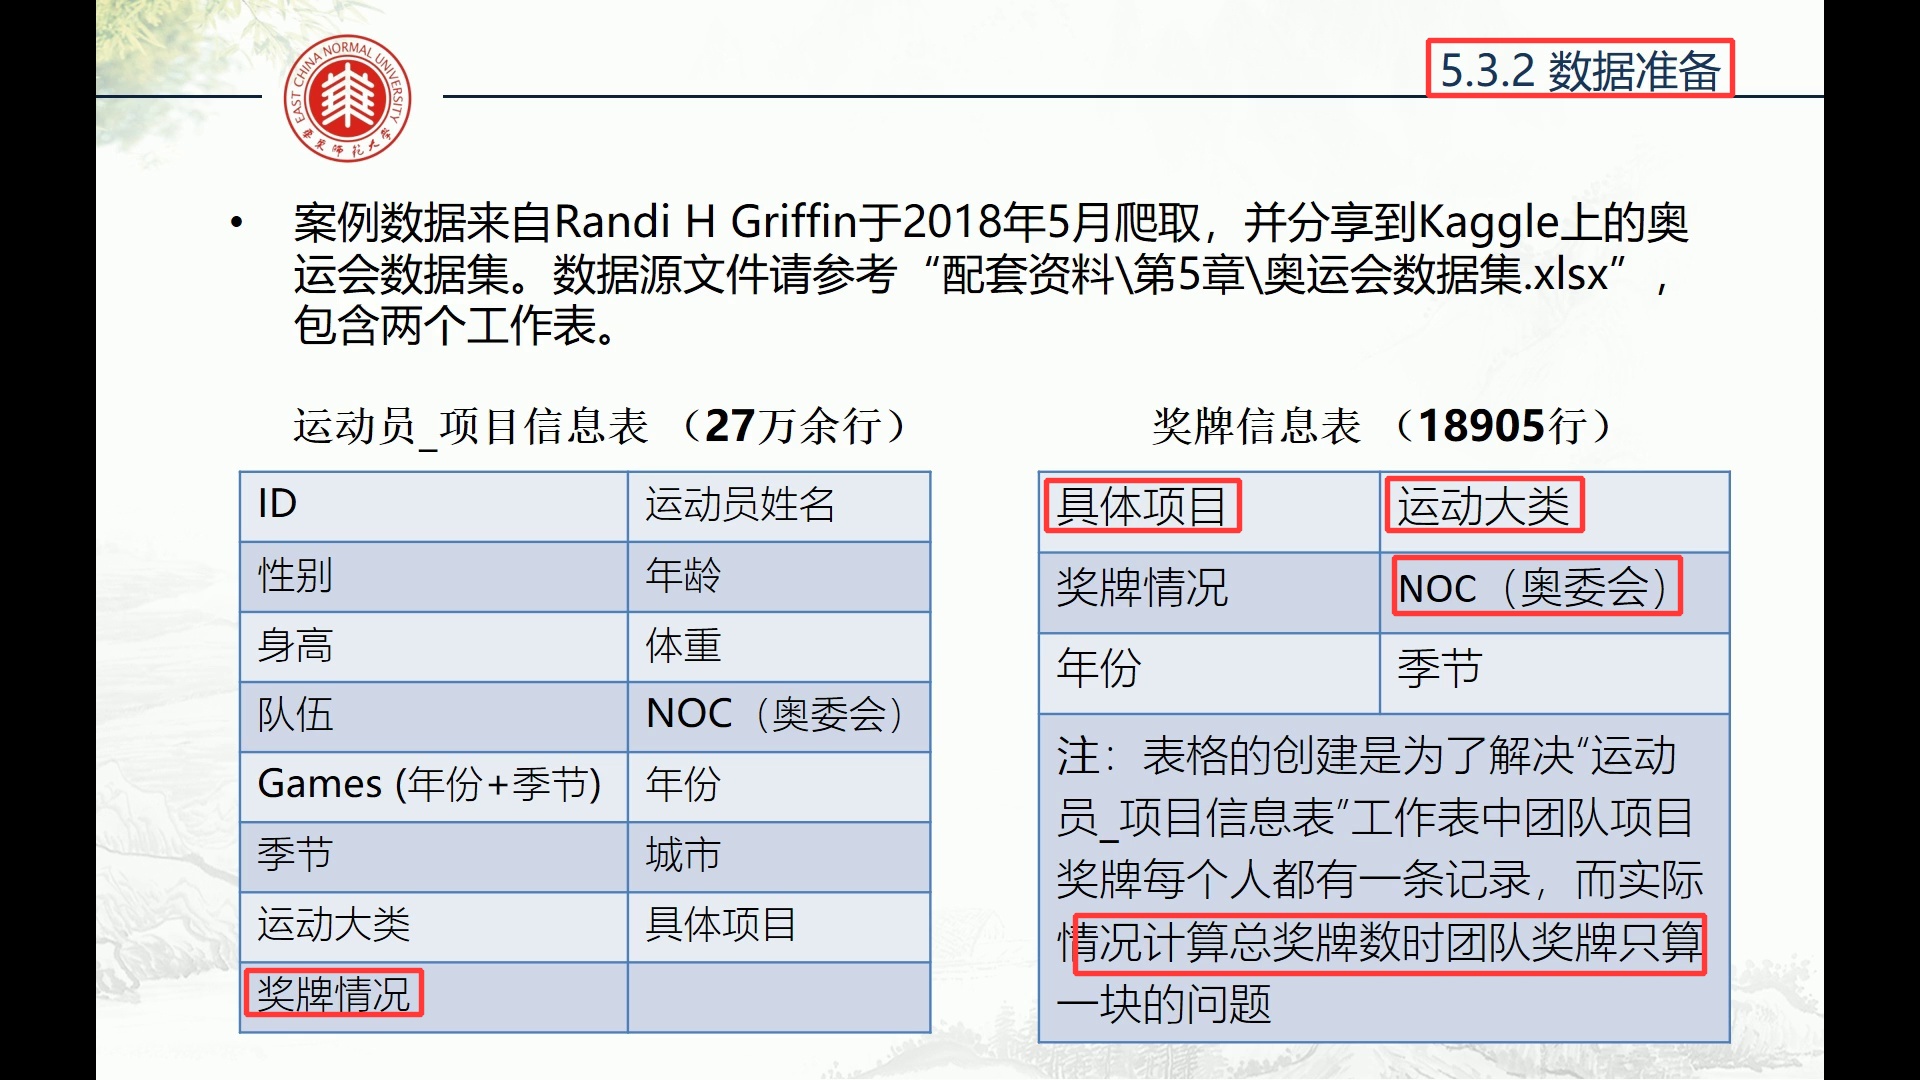 EAST CHINA NORMAL UNIVERSITY
华东师范大学
5.3.2 数据准备
• 案例数据来自Randi H Griffin于2018年5月爬取，并分享到Kaggle上的奥
运会数据集。数据源文件请参考“配套资料\第5章\奥运会数据集.xlsx”，
包含两个工作表。
运动员_项目信息表 （27万余行）
ID 运动员姓名
性别 年龄
身高 体重
队伍 NOC（奥委会）
Games (年份+季节) 年份
季节 城市
运动大类 具体项目
奖牌情况
奖牌信息表 （18905行）
具体项目 运动大类
奖牌情况 NOC（奥委会）
年份 季节
注：表格的创建是为了解决“运动
员_项目信息表”工作表中团队项目
奖牌每个人都有一条记录，而实际
情况计算总奖牌数时团队奖牌只算
一块的问题